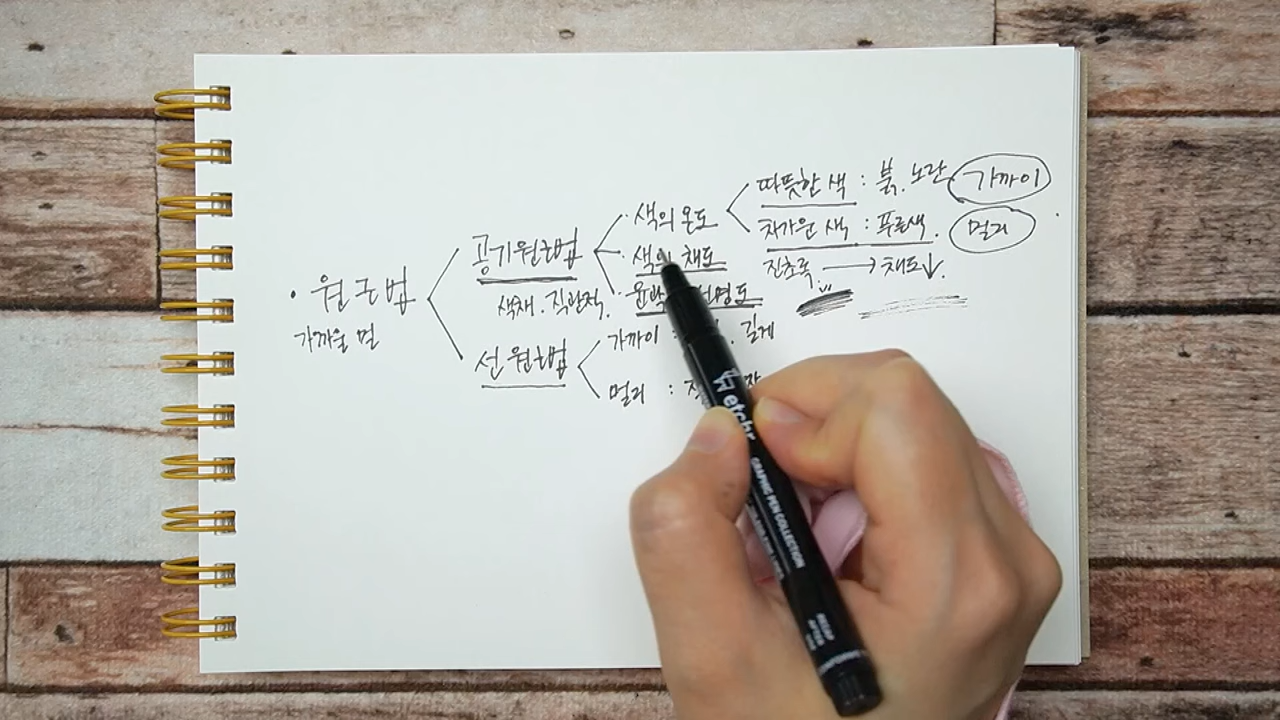 · 원근법
가까울 멀
공기원근법
색채. 직관적.
선원근법
· 색의 온도
· 색의 채도
가까이 : 길게
멀리 :
따뜻한 색 : 붉. 노란 가까이
차가운 색 : 푸른색. 멀리
진초록 → 채도↓.
etchr
GRAPHIC PEN COLLECTION